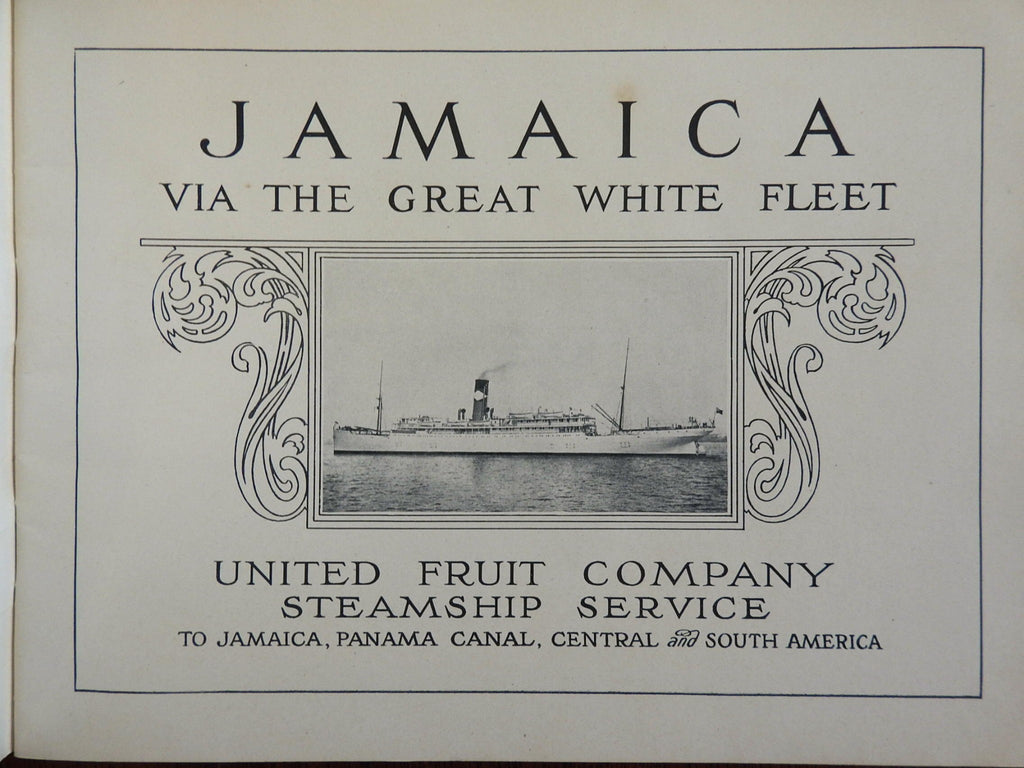 JAMAICA
VIA THE GREAT WHITE FLEET
UNITED FRUIT COMPANY
STEAMSHIP SERVICE
TO JAMAICA, PANAMA CANAL, CENTRAL and SOUTH AMERICA